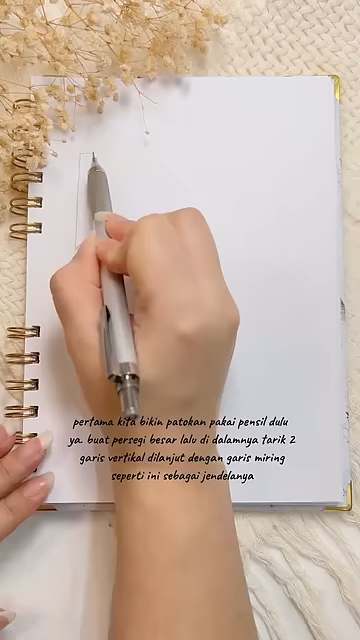 pertama kita bikin patokan pakai pensil dulu
ya. buat persegi besar lalu di dalamnya tarik 2
garis vertikal dilanjut dengan garis miring
seperti ini sebagai jendelanya